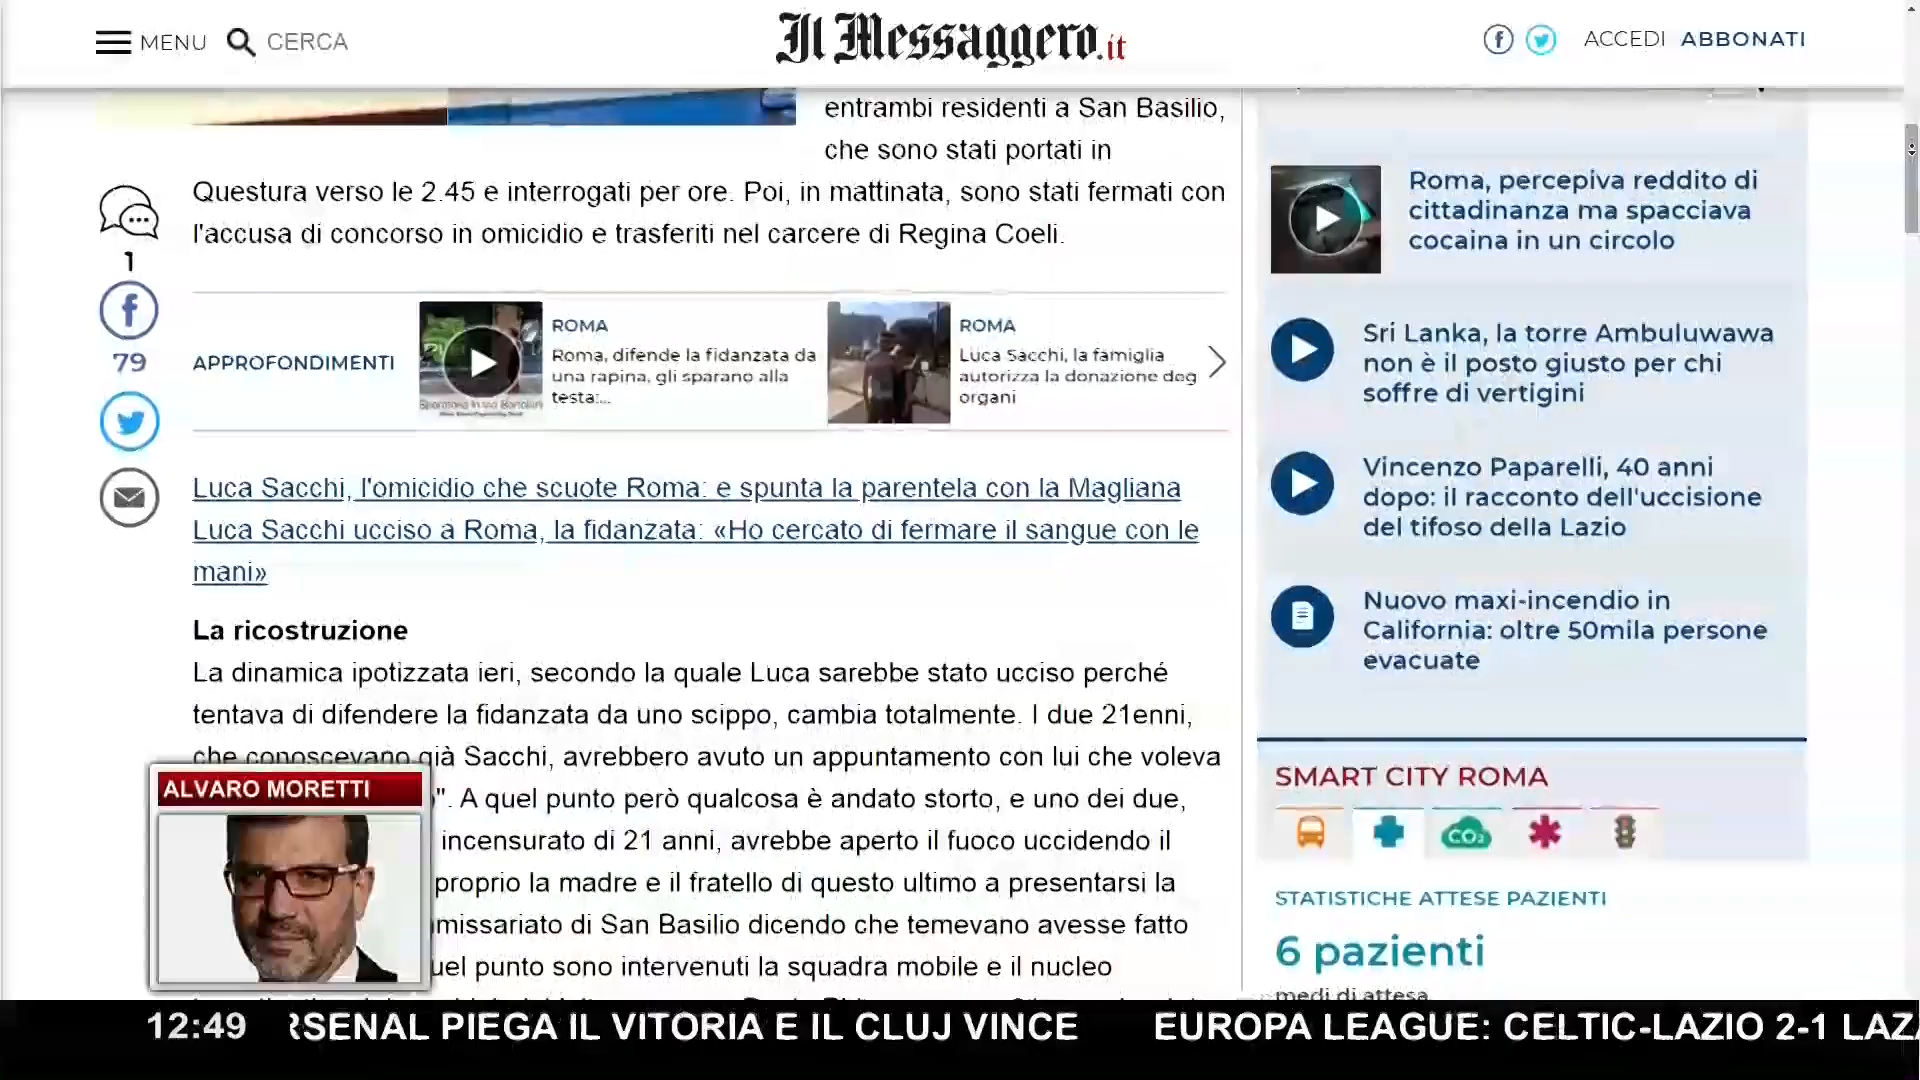 MENU
CERCA
Il Messaggero.it
ACCEDI
ABBONATI
entrambi residenti a San Basilio,
che sono stati portati in
Questura verso le 2.45 e interrogati per ore. Poi, in mattinata, sono stati fermati con
l'accusa di concorso in omicidio e trasferiti nel carcere di Regina Coeli.
1
79
APPROFONDIMENTI
ROMA
Roma, difende la fidanzata da
una rapina, gli sparano alla
testa:...
ROMA
Luca Sacchi, la famiglia
autorizza la donazione deg
organi
Luca Sacchi, l'omicidio che scuote Roma: e spunta la parentela con la Magliana
Luca Sacchi ucciso a Roma, la fidanzata: «Ho cercato di fermare il sangue con le
mani»
La ricostruzione
La dinamica ipotizzata ieri, secondo la quale Luca sarebbe stato ucciso perché
tentava di difendere la fidanzata da uno scippo, cambia totalmente. I due 21enni,
che conoscevano già Sacchi, avrebbero avuto un appuntamento con lui che voleva
". A quel punto però qualcosa è andato storto, e uno dei due,
incensurato di 21 anni, avrebbe aperto il fuoco uccidendo il
proprio la madre e il fratello di questo ultimo a presentarsi la
missariato di San Basilio dicendo che temevano avesse fatto
uel punto sono intervenuti la squadra mobile e il nucleo
ALVARO MORETTI
Roma, percepiva reddito di
cittadinanza ma spacciava
cocaina in un circolo
Sri Lanka, la torre Ambuluwawa
non è il posto giusto per chi
soffre di vertigini
Vincenzo Paparelli, 40 anni
dopo: il racconto dell'uccisione
del tifoso della Lazio
Nuovo maxi-incendio in
California: oltre 50mila persone
evacuate
SMART CITY ROMA
CO₂
STATISTICHE ATTESE PAZIENTI
6 pazienti
medi di attesa
12:49 RSENAL PIEGA IL VITORIA E IL CLUJ VINCE EUROPA LEAGUE: CELTIC-LAZIO 2-1 LAZ